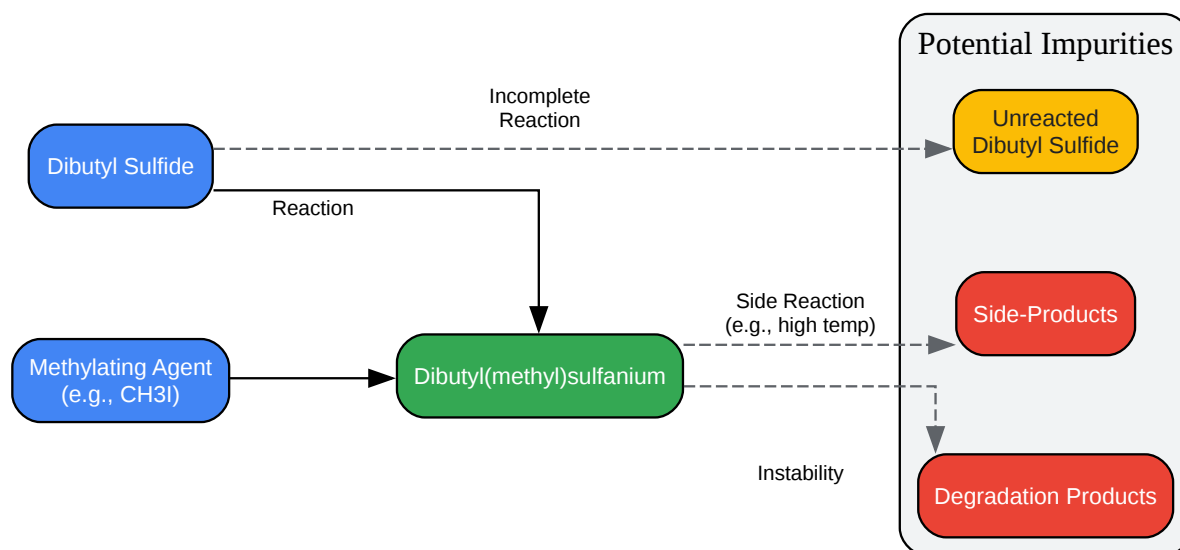 Potential Impurities
Incomplete
Reaction
Unreacted
Dibutyl Sulfide
Dibutyl Sulfide
Reaction
Side Reaction
(e.g., high temp)
Side-Products
Methylating Agent
(e.g., CH3I)
Dibutyl(methyl)sulfanium
Instability
Degradation Products